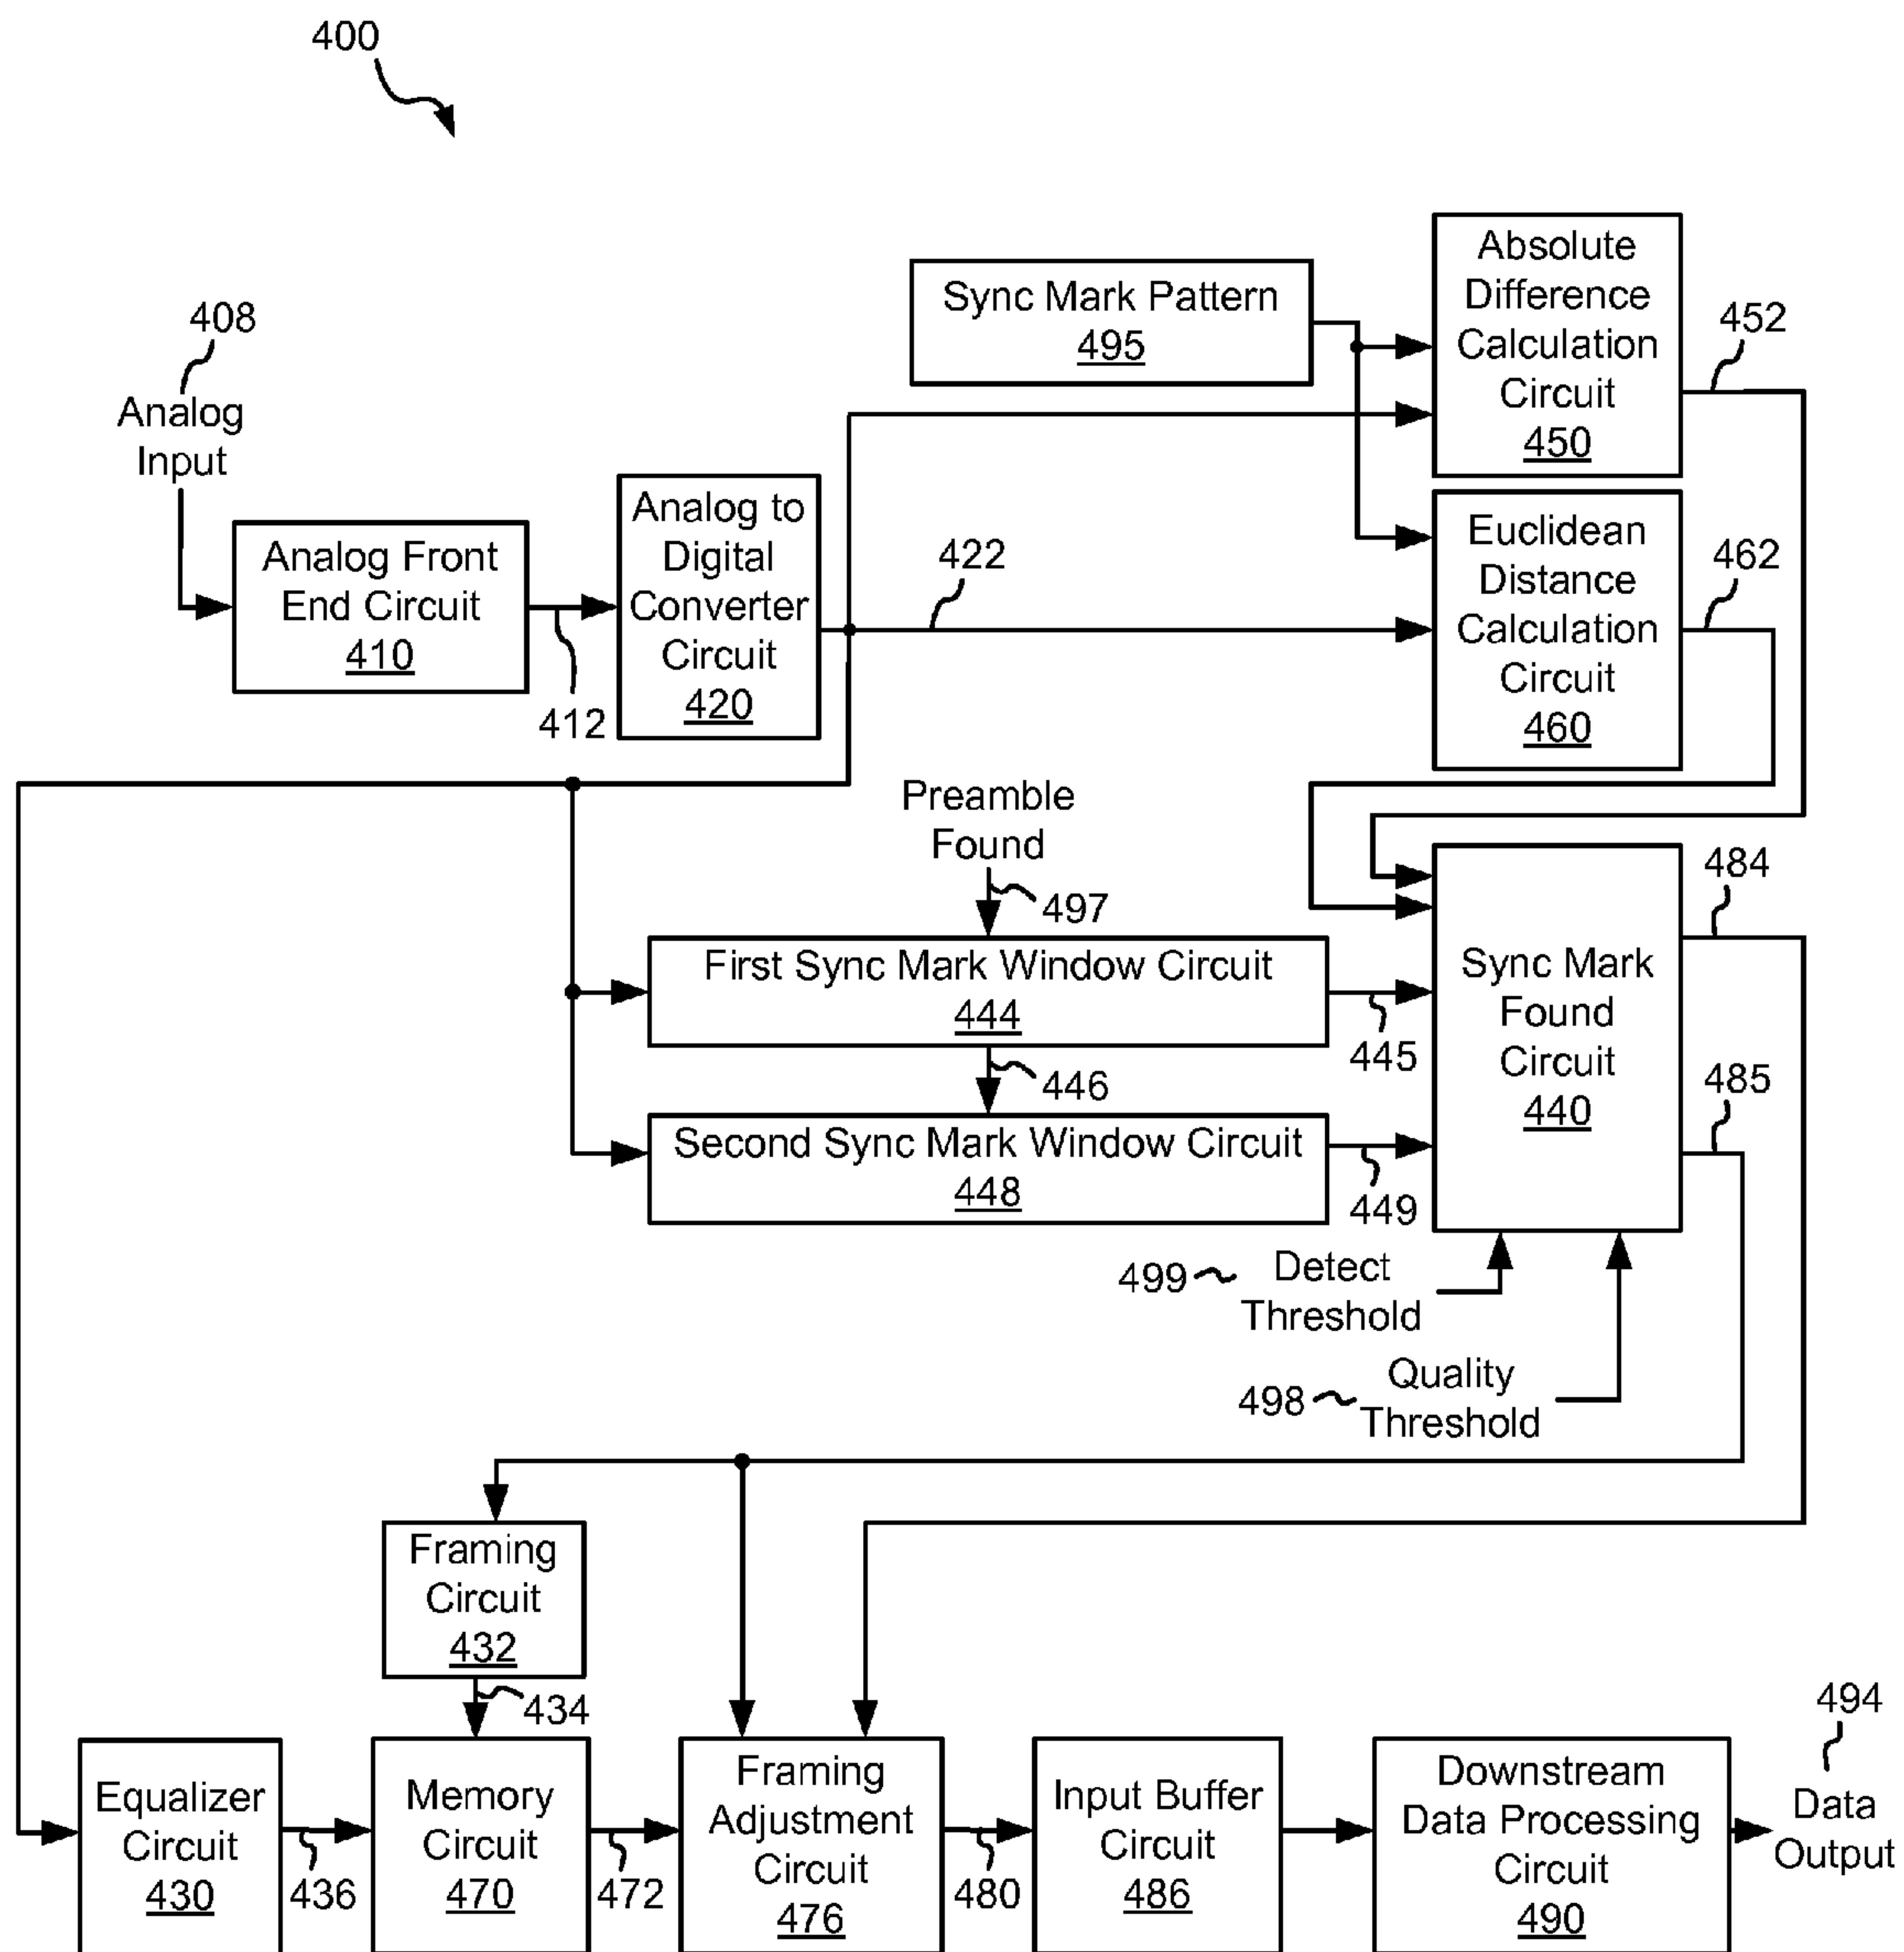 400
408
Analog
Input
Analog Front
End Circuit
410
412
Analog to
Digital
Converter
Circuit
420
422
Sync Mark Pattern
495
Absolute
Difference
Calculation
Circuit
450
452
Euclidean
Distance
Calculation
Circuit
460
462
Preamble
Found
497
First Sync Mark Window Circuit
444
445
446
Second Sync Mark Window Circuit
448
449
Sync Mark
Found
Circuit
440
484
485
499
Detect
Threshold
498
Quality
Threshold
Framing
Circuit
432
434
Equalizer
Circuit
430
436
Memory
Circuit
470
472
Framing
Adjustment
Circuit
476
480
Input Buffer
Circuit
486
Downstream
Data Processing
Circuit
490
494
Data
Output